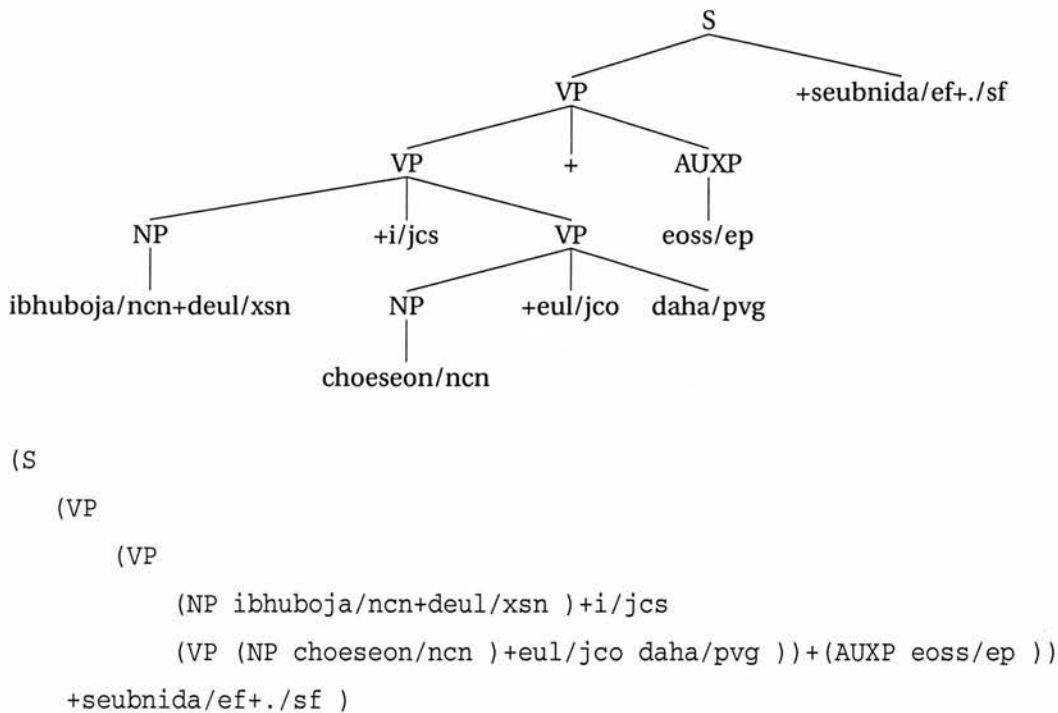 S
VP +seubnida/ef+./sf
VP + AUXP
NP +i/jcs VP eoss/ep
ibhuboja/ncn+deul/xsn NP +eul/jco daha/pvg
choeseon/ncn
(S
(VP
(VP
(NP ibhuboja/ncn+deul/xsn )+i/jcs
(VP (NP choeseon/ncn )+eul/jco daha/pvg ))+(AUXP eoss/ep ))
+seubnida/ef+./sf )